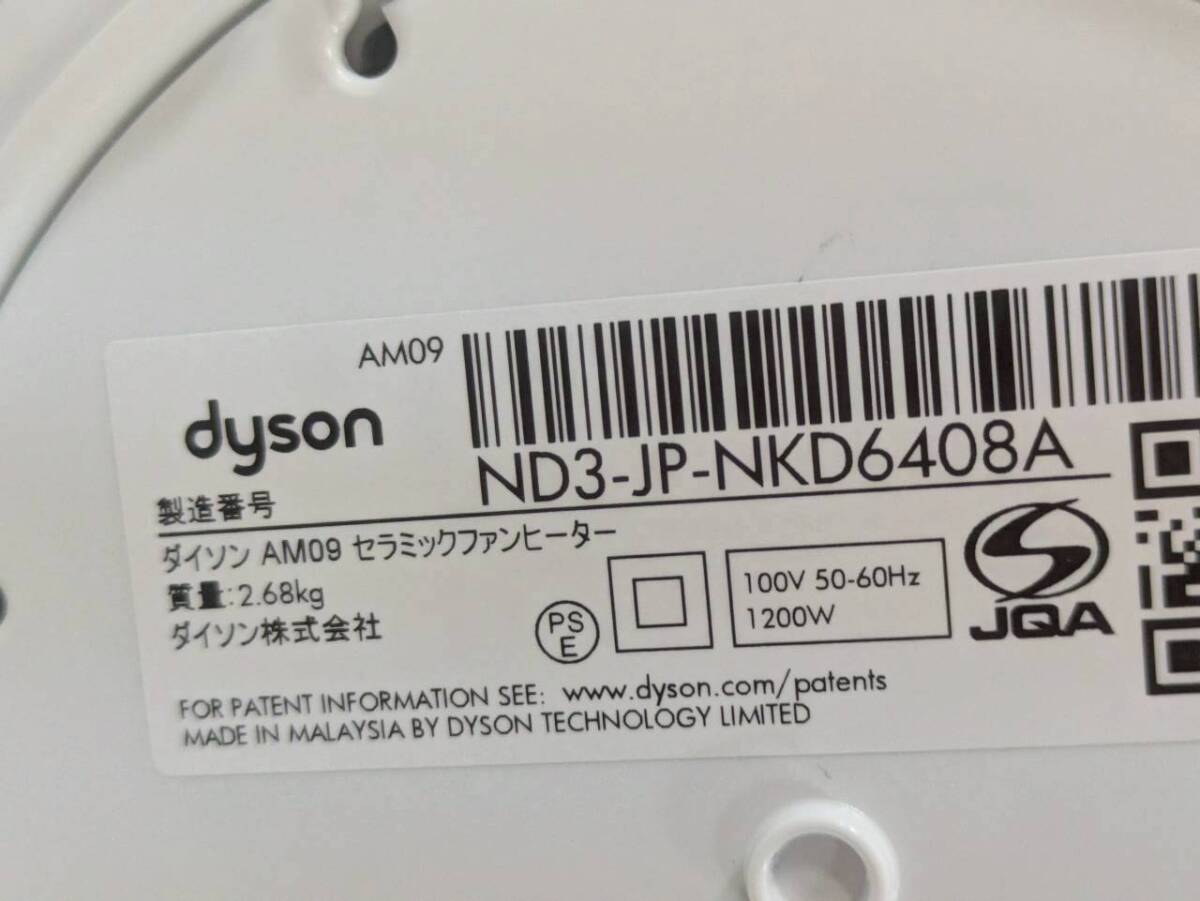 AM09
dyson
製造番号
ND3-JP-NKD6408A
ダイソン AM09 セラミックファンヒーター
質量:2.68kg
ダイソン株式会社
PS
E
100V 50-60Hz
1200W
S
JQA
FOR PATENT INFORMATION SEE: www.dyson.com/patents
MADE IN MALAYSIA BY DYSON TECHNOLOGY LIMITED